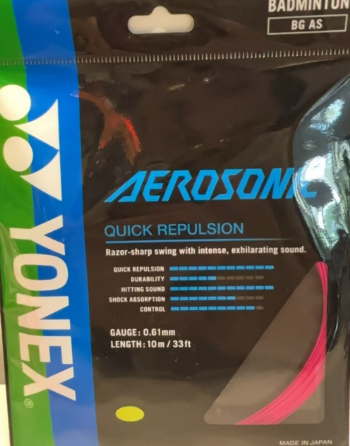 BADMINTON
BG AS
YONEX®
AEROSONIC
QUICK REPULSION
Razor-sharp swing with intense, exhilarating sound.
QUICK REPULSION
DURABILITY
HITTING SOUND
SHOCK ABSORPTION
CONTROL
GAUGE: 0.61mm
LENGTH: 10m / 33ft
MADE IN JAPAN